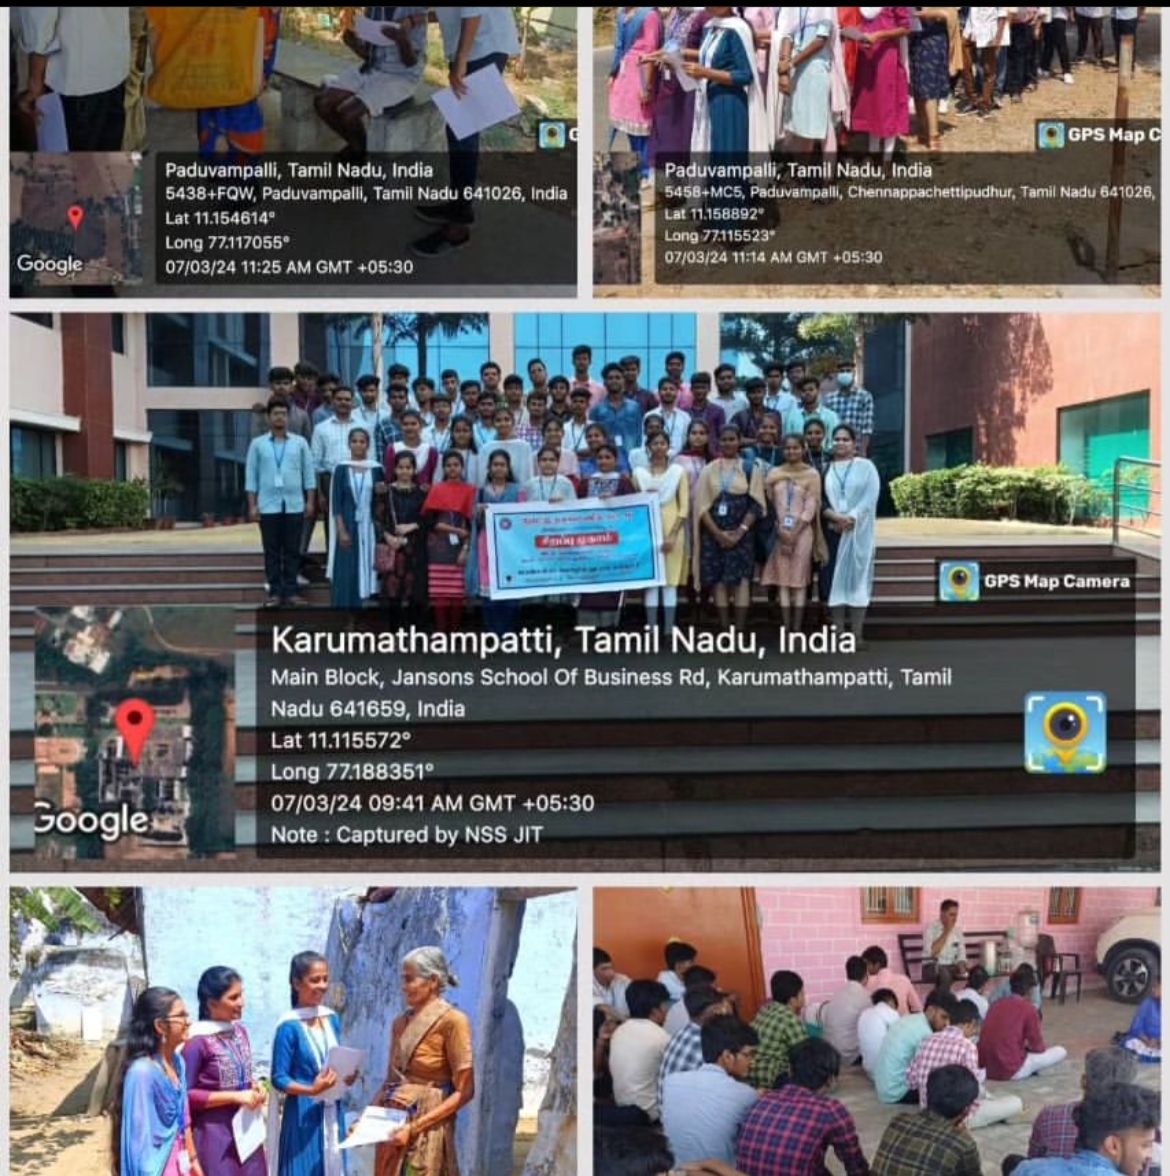 G
Paduvampalli, Tamil Nadu, India
5438+FQW, Paduvampalli, Tamil Nadu 641026, India
Lat 11.154614°
Long 77.117055°
07/03/24 11:25 AM GMT +05:30
Google
GPS Map C
Paduvampalli, Tamil Nadu, India
5458+MC5, Paduvampalli, Chennappachettipudhur, Tamil Nadu 641026,
Lat 11.158892°
Long 77.115523°
07/03/24 11:14 AM GMT +05:30
சிறப்பு முகாம்
GPS Map Camera
Karumathampatti, Tamil Nadu, India
Main Block, Jansons School Of Business Rd, Karumathampatti, Tamil
Nadu 641659, India
Lat 11.115572°
Long 77.188351°
07/03/24 09:41 AM GMT +05:30
Note : Captured by NSS JIT
Google